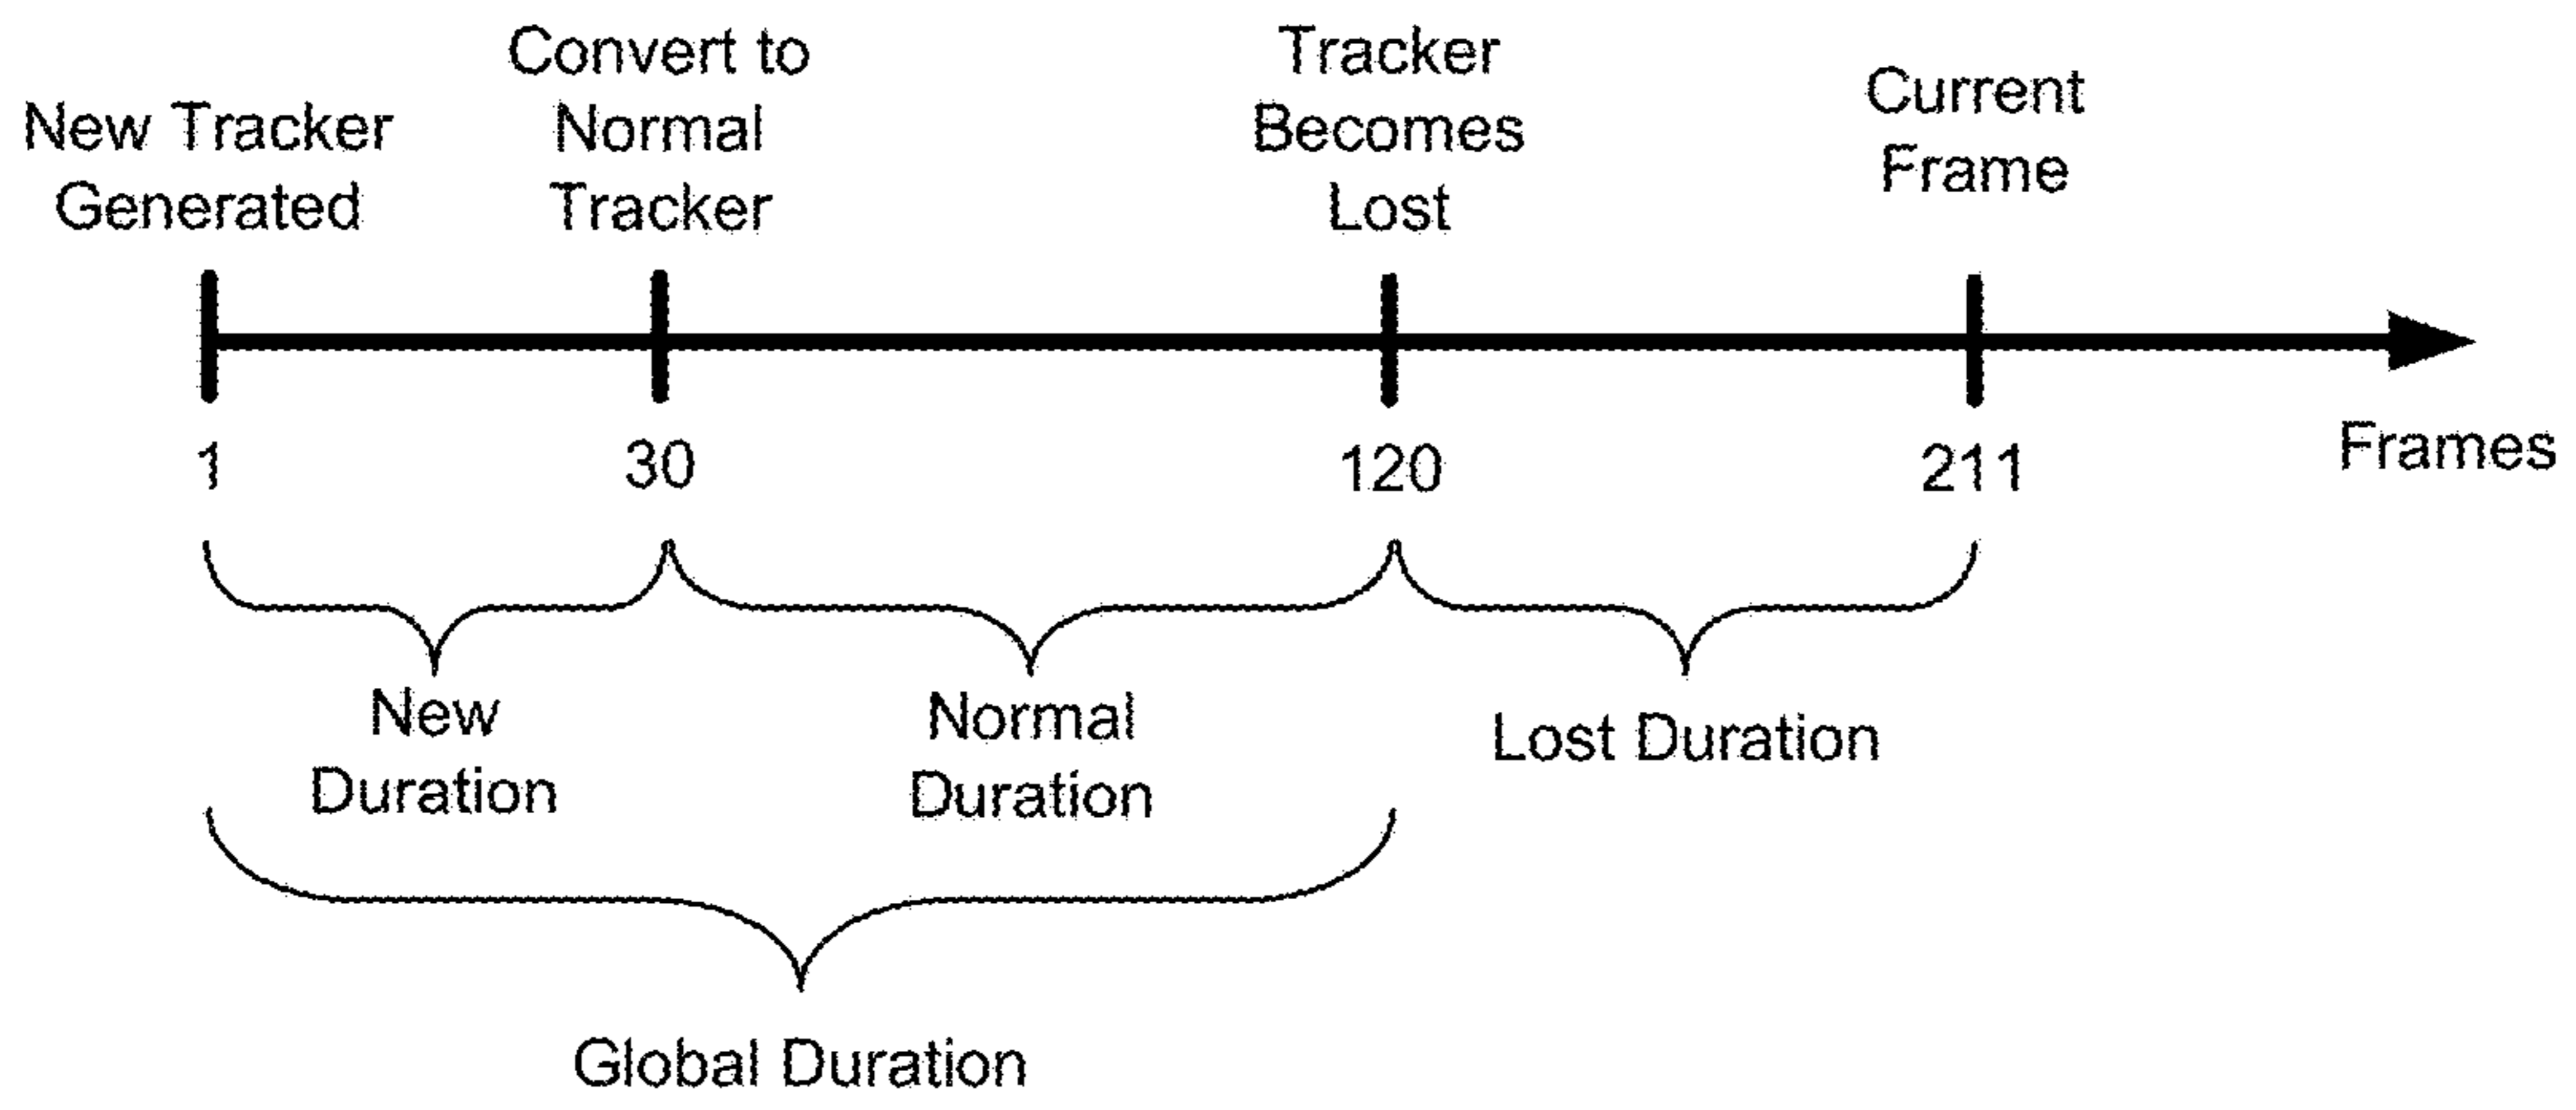 New Tracker
Generated
Convert to
Normal
Tracker
Tracker
Becomes
Lost
Current
Frame
1
30
120
211
Frames
New
Duration
Normal
Duration
Lost Duration
Global Duration